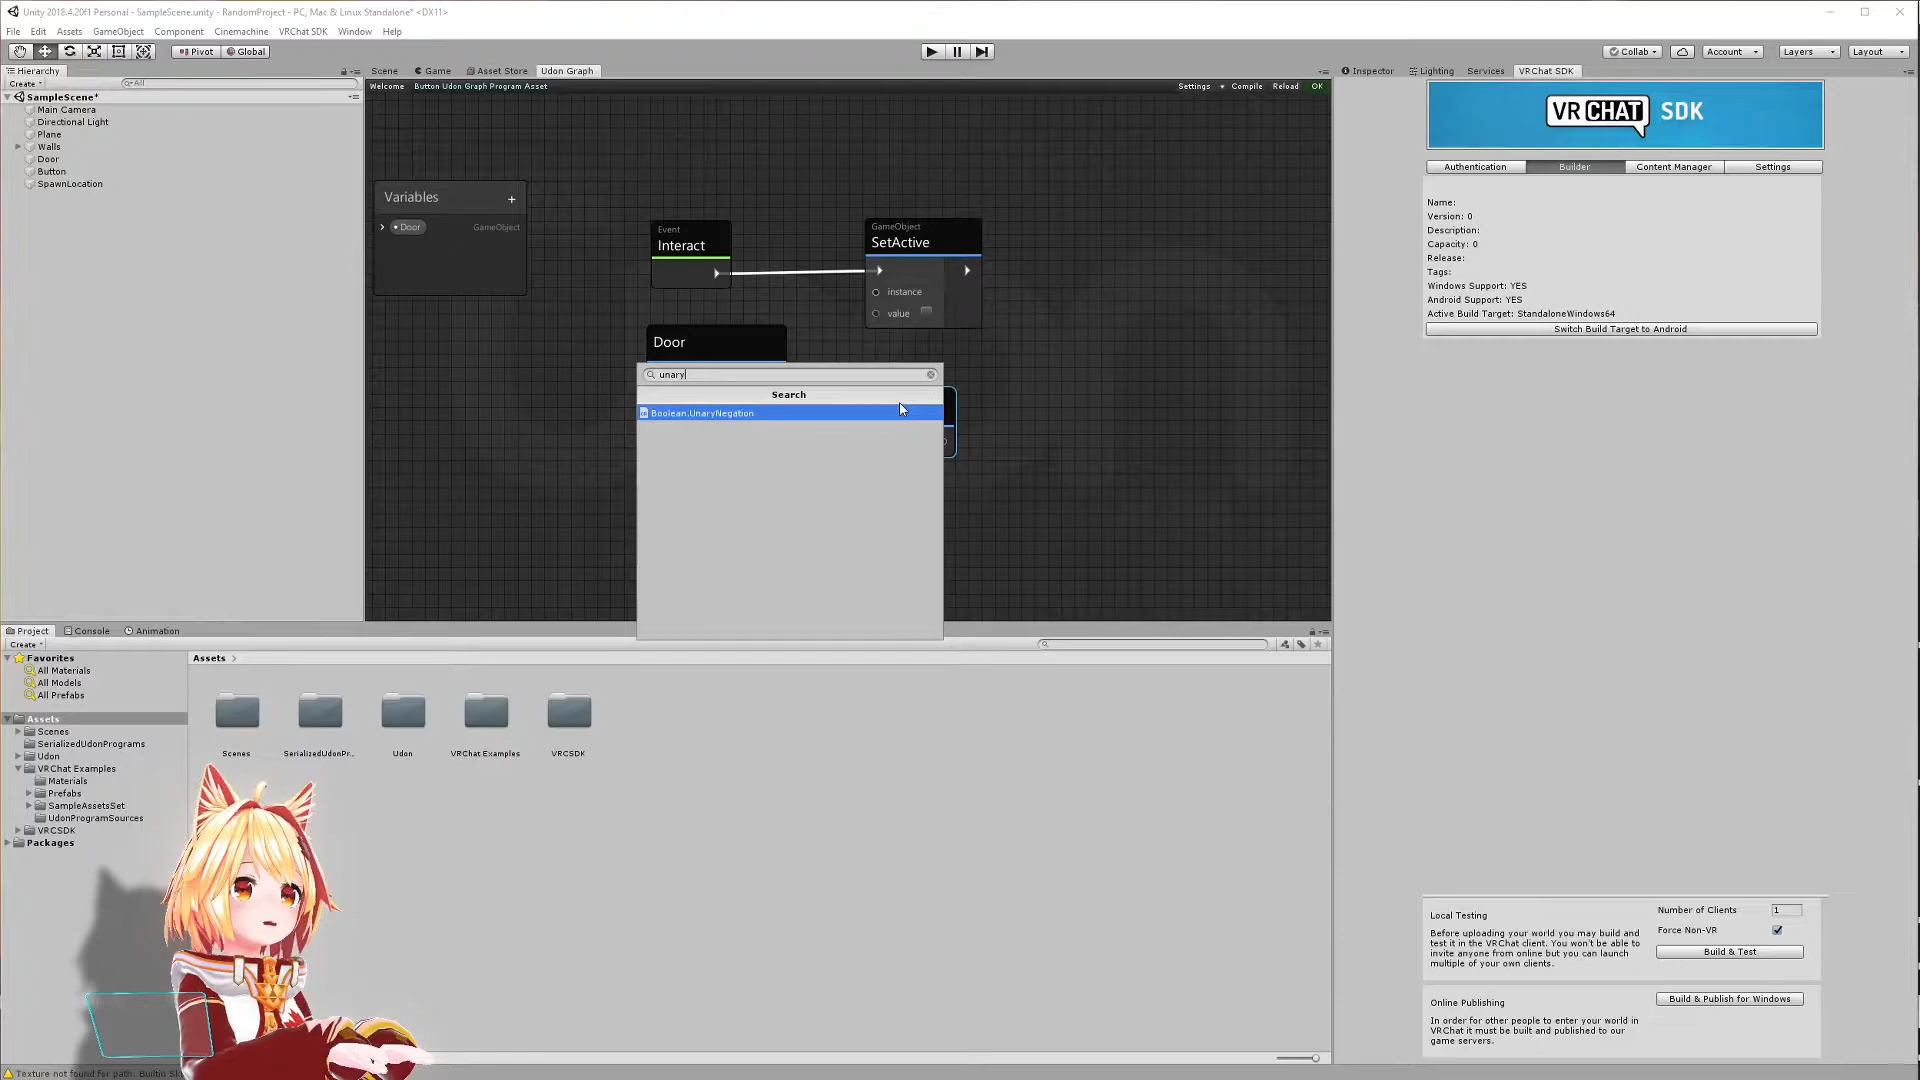 Unity 2018.4.20f1 Personal - SampleScene.unity - RandomProject - PC, Mac & Linux Standalone* <DX11>
File Edit Assets GameObject Component Cinemachine VRChat SDK Window Help
Pivot Global Collab Account Layers Layout
Hierarchy Scene Game Asset Store Udon Graph Inspector Lighting Services VRChat SDK
Create All
Welcome Button Udon Graph Program Asset Settings Compile Reload OK
SampleScene*
Main Camera
Directional Light
Plane
Walls
Door
Button
SpawnLocation
Variables +
Door GameObject
Event
Interact
GameObject
SetActive
instance
value
Door
unary
Search
Boolean.UnaryNegation
VRCHAT SDK
Authentication Builder Content Manager Settings
Name:
Version: 0
Description:
Capacity: 0
Release:
Tags:
Windows Support: YES
Android Support: YES
Active Build Target: StandaloneWindows64
Switch Build Target to Android
Project Console Animation
Create
Favorites
All Materials
All Models
All Prefabs
Assets
Scenes
SerializedUdonPrograms
Udon
VRChat Examples
Materials
Prefabs
SampleAssetsSet
UdonProgramSources
VRCSDK
Packages
Assets
Scenes SerializedUdonPr... Udon VRChat Examples VRCSDK
Local Testing
Before uploading your world you may build and
test it in the VRChat client. You won't be able to
invite anyone from online but you can launch
multiple of your own clients.
Number of Clients 1
Force Non-VR
Build & Test
Online Publishing
In order for other people to enter your world in
VRChat it must be built and published to our
game servers.
Build & Publish for Windows
Texture not found for path: